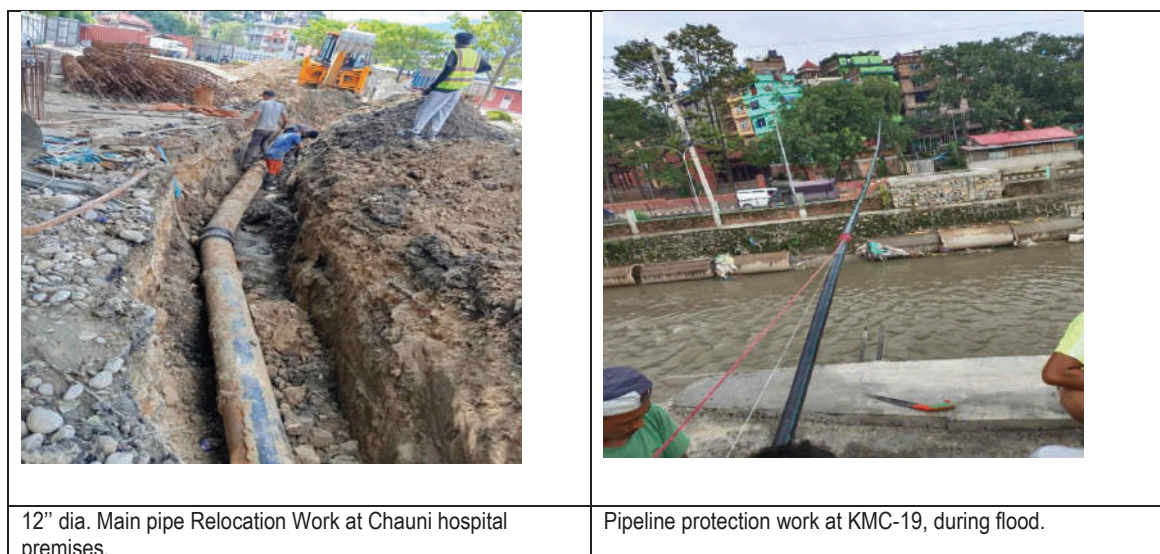 12’’ dia. Main pipe Relocation Work at Chauni hospital
premises.
Pipeline protection work at KMC-19, during flood.